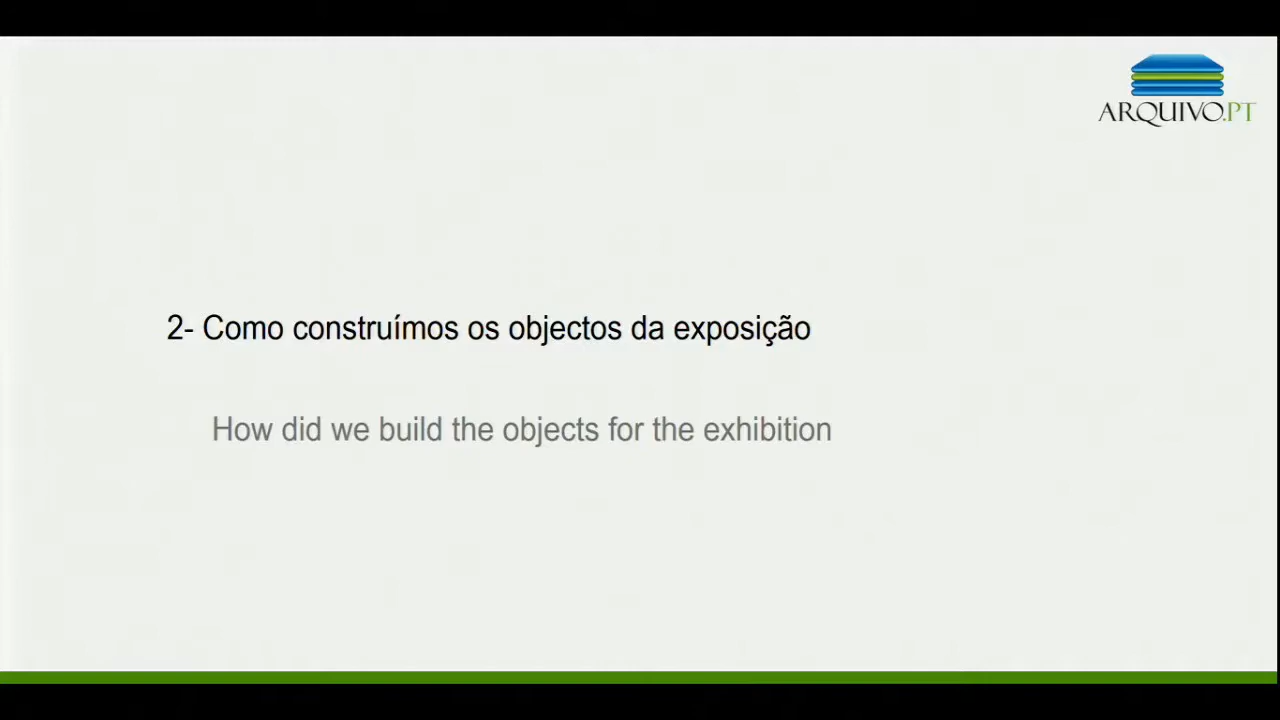 ARQUIVO.PT
2- Como construímos os objectos da exposição
How did we build the objects for the exhibition